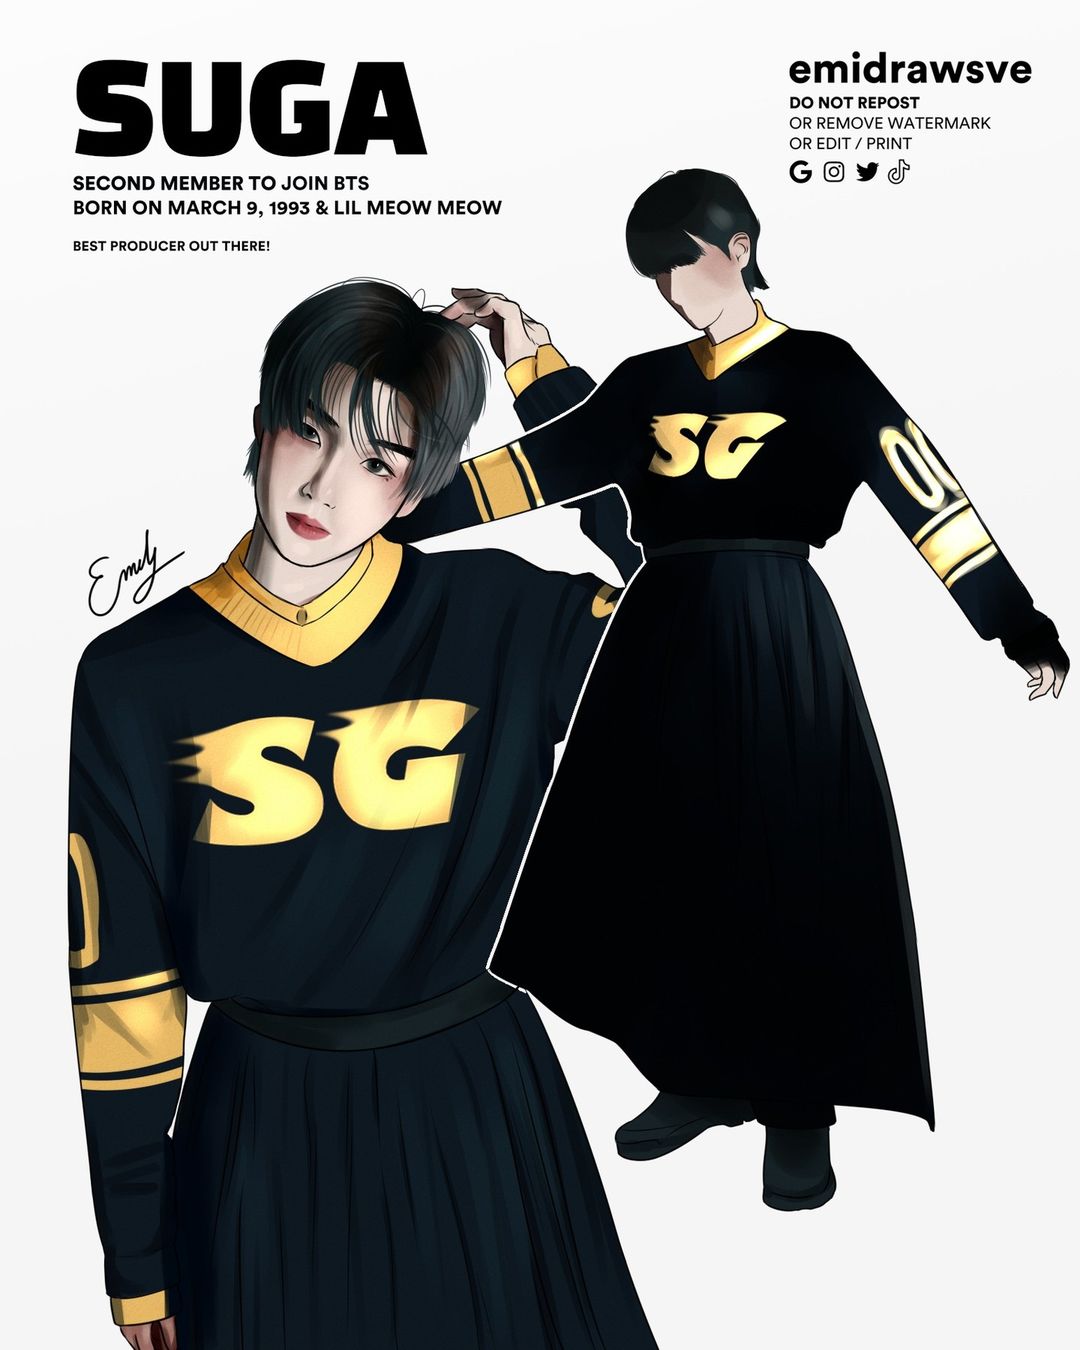 SUGA
SECOND MEMBER TO JOIN BTS
BORN ON MARCH 9, 1993 & LIL MEOW MEOW
BEST PRODUCER OUT THERE!
emidrawsve
DO NOT REPOST
OR REMOVE WATERMARK
OR EDIT / PRINT
SG
Emily
SG